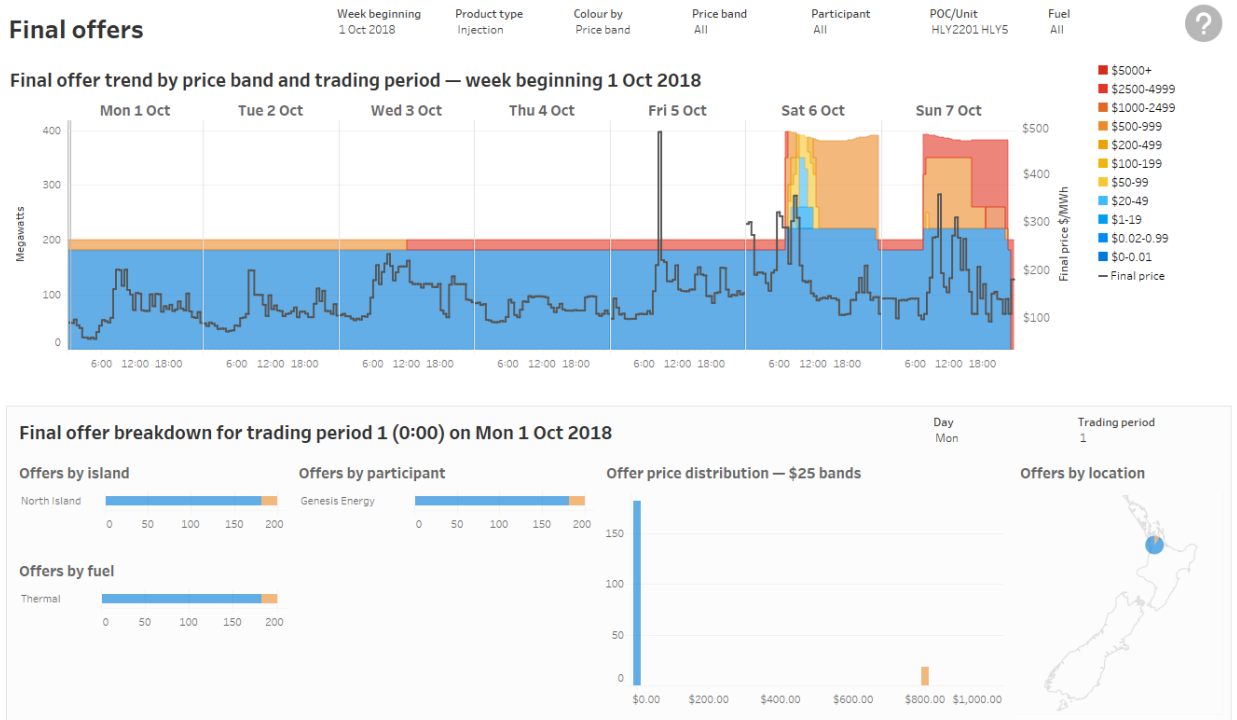 Final offers
Week beginning
1 Oct 2018
Product type
Injection
Colour by
Price band
Price band
All
Participant
All
POC/Unit
HLY2201 HLY5
Fuel
All
?
Final offer trend by price band and trading period — week beginning 1 Oct 2018
Mon 1 Oct Tue 2 Oct Wed 3 Oct Thu 4 Oct Fri 5 Oct Sat 6 Oct Sun 7 Oct
Megawatts
400
300
200
100
0
$500
$400
$300
$200
$100
Final price $/MWh
6:00 12:00 18:00 6:00 12:00 18:00 6:00 12:00 18:00 6:00 12:00 18:00 6:00 12:00 18:00 6:00 12:00 18:00 6:00 12:00 18:00
$5000+
$2500-4999
$1000-2499
$500-999
$200-499
$100-199
$50-99
$20-49
$1-19
$0.02-0.99
$0-0.01
Final price
Final offer breakdown for trading period 1 (0:00) on Mon 1 Oct 2018
Day
Mon
Trading period
1
Offers by island
North Island
0 50 100 150 200
Offers by participant
Genesis Energy
0 50 100 150 200
Offers by fuel
Thermal
0 50 100 150 200
Offer price distribution — $25 bands
150
100
50
0
$0.00 $200.00 $400.00 $600.00 $800.00 $1,000.00
Offers by location